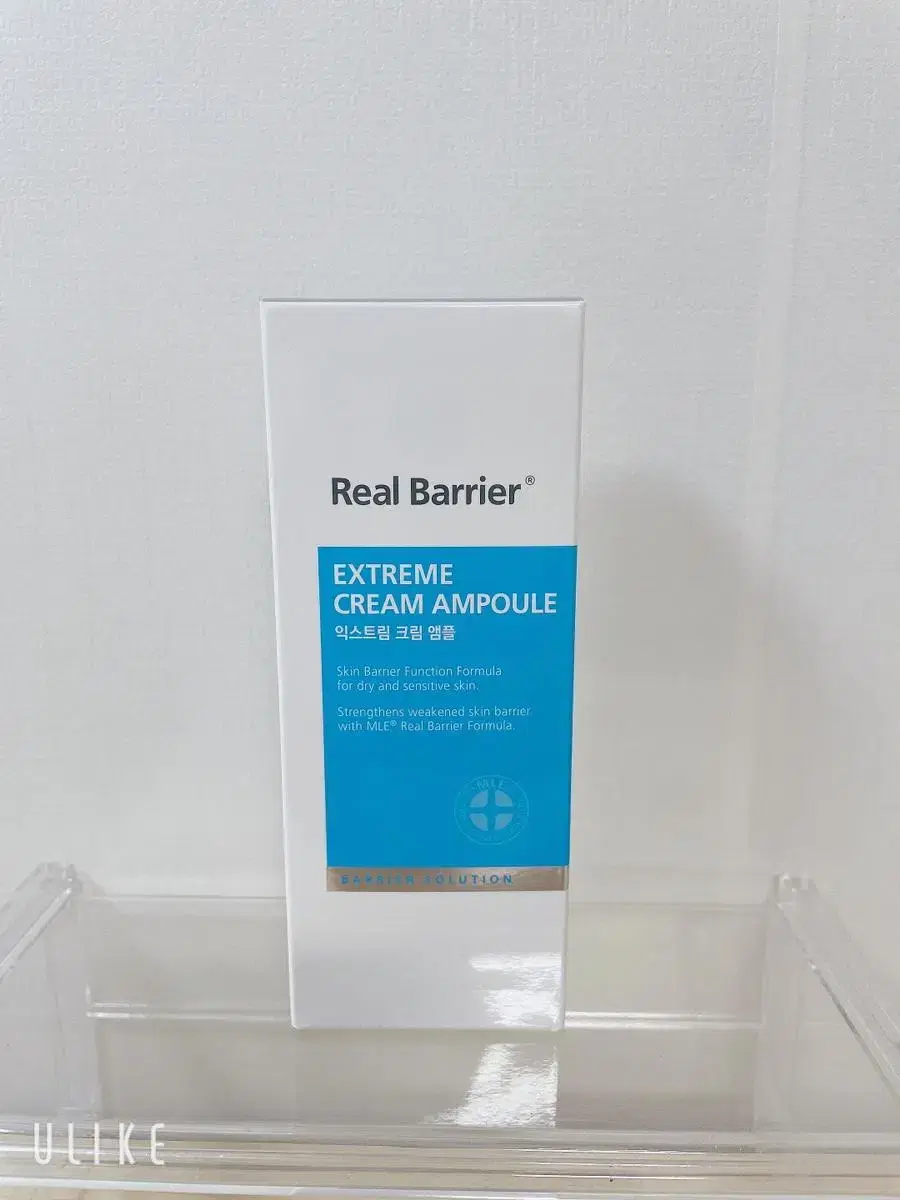 Real Barrier®
EXTREME
CREAM AMPOULE
익스트림 크림 앰플
Skin Barrier Function Formula
for dry and sensitive skin.
Strengthens weakened skin barrier
with MLE® Real Barrier Formula.
MLE
BARRIER SOLUTION
ULIKE